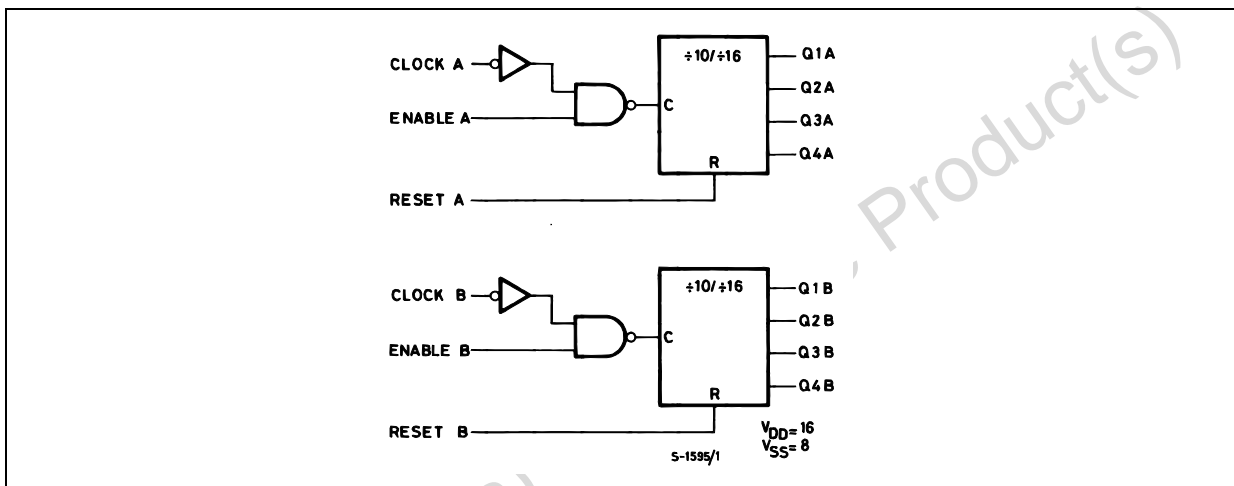 CLOCK A
ENABLE A
RESET A
÷10/÷16
C
R
Q1A
Q2A
Q3A
Q4A
CLOCK B
ENABLE B
RESET B
÷10/÷16
C
R
Q1B
Q2B
Q3B
Q4B
VDD=16
VSS=8
S-1595/1
Product(s)